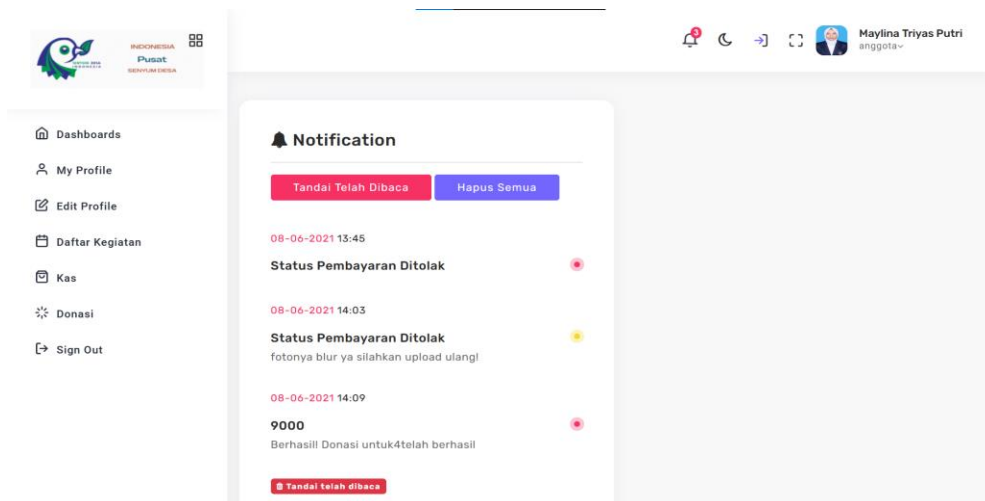 INDONESIA
Pusat
SENYUM DESA
3
Maylina Triyas Putri
anggota
Dashboards
My Profile
Edit Profile
Daftar Kegiatan
Kas
Donasi
Sign Out
Notification
Tandai Telah Dibaca
Hapus Semua
08-06-2021 13:45
Status Pembayaran Ditolak
08-06-2021 14:03
Status Pembayaran Ditolak
fotonya blur ya silahkan upload ulang!
08-06-2021 14:09
9000
Berhasil! Donasi untuk4telah berhasil
Tandai telah dibaca